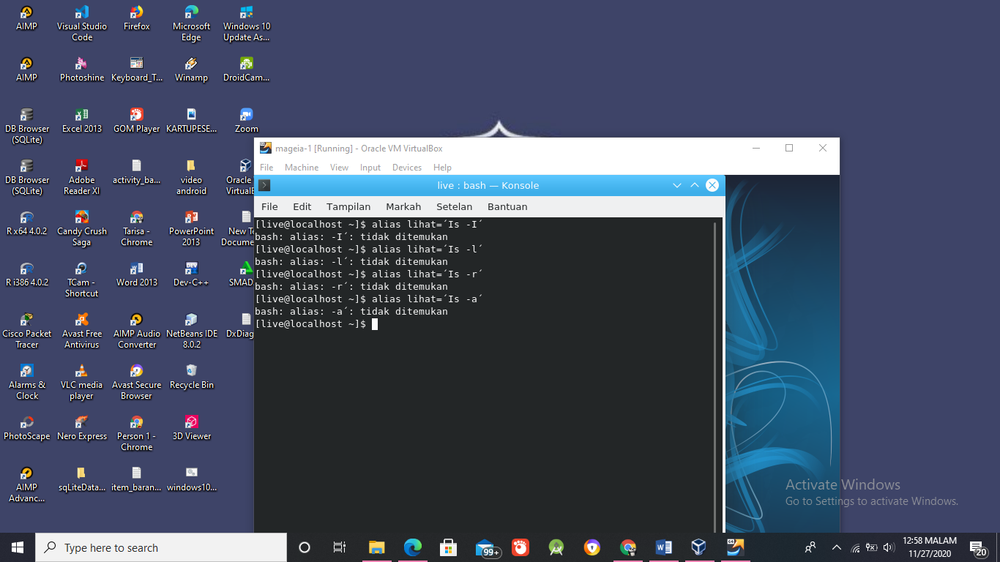 AIMP
Visual Studio
Code
Firefox
Microsoft
Edge
Windows 10
Update As...
AIMP
Photoshine
Keyboard_T...
Winamp
DroidCam...
DB Browser
(SQLite)
Excel 2013
GOM Player
KARTUPESE...
Zoom
DB Browser
(SQLite)
Adobe
Reader XI
activity_ba...
video
android
Oracle
VirtualB
R x64 4.0.2
Candy Crush
Saga
Tarisa -
Chrome
PowerPoint
2013
New Te
Docume
R i386 4.0.2
TCam -
Shortcut
Word 2013
Dev-C++
SMAD
Cisco Packet
Tracer
Avast Free
Antivirus
AIMP Audio
Converter
NetBeans IDE
8.0.2
DxDiag
Alarms &
Clock
VLC media
player
Avast Secure
Browser
Recycle Bin
PhotoScape
Nero Express
Person 1 -
Chrome
3D Viewer
AIMP
Advanc...
sqLiteData...
item_baran...
windows10...
mageia-1 [Running] - Oracle VM VirtualBox
File Machine View Input Devices Help
live : bash — Konsole
File Edit Tampilan Markah Setelan Bantuan
[live@localhost ~]$ alias lihat=´Is -I´
bash: alias: -I´: tidak ditemukan
[live@localhost ~]$ alias lihat=´Is -l´
bash: alias: -l´: tidak ditemukan
[live@localhost ~]$ alias lihat=´Is -r´
bash: alias: -r´: tidak ditemukan
[live@localhost ~]$ alias lihat=´Is -a´
bash: alias: -a´: tidak ditemukan
[live@localhost ~]$
Activate Windows
Go to Settings to activate Windows.
Type here to search
99+
G4
12:58 MALAM
11/27/2020
20